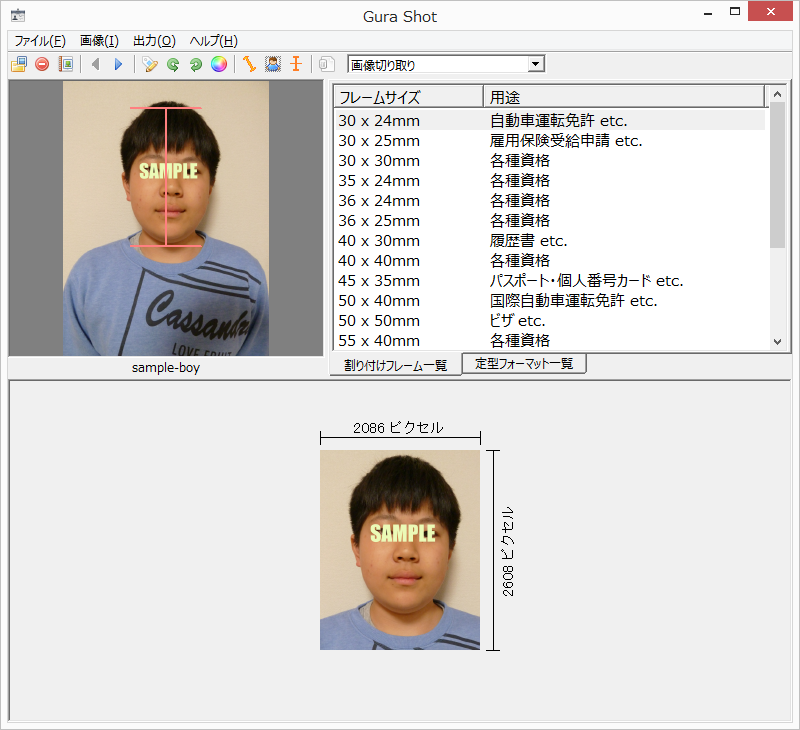 Gura Shot
ファイル(F) 画像(I) 出力(O) ヘルプ(H)
画像切り取り
SAMPLE
Cassandra
LOVE FRUIT
sample-boy
フレームサイズ 用途
30 x 24mm 自動車運転免許 etc.
30 x 25mm 雇用保険受給申請 etc.
30 x 30mm 各種資格
35 x 24mm 各種資格
36 x 24mm 各種資格
36 x 25mm 各種資格
40 x 30mm 履歴書 etc.
40 x 40mm 各種資格
45 x 35mm パスポート・個人番号カード etc.
50 x 40mm 国際自動車運転免許 etc.
50 x 50mm ビザ etc.
55 x 40mm 各種資格
割り付けフレーム一覧 定型フォーマット一覧
2086 ピクセル
SAMPLE
2608 ピクセル